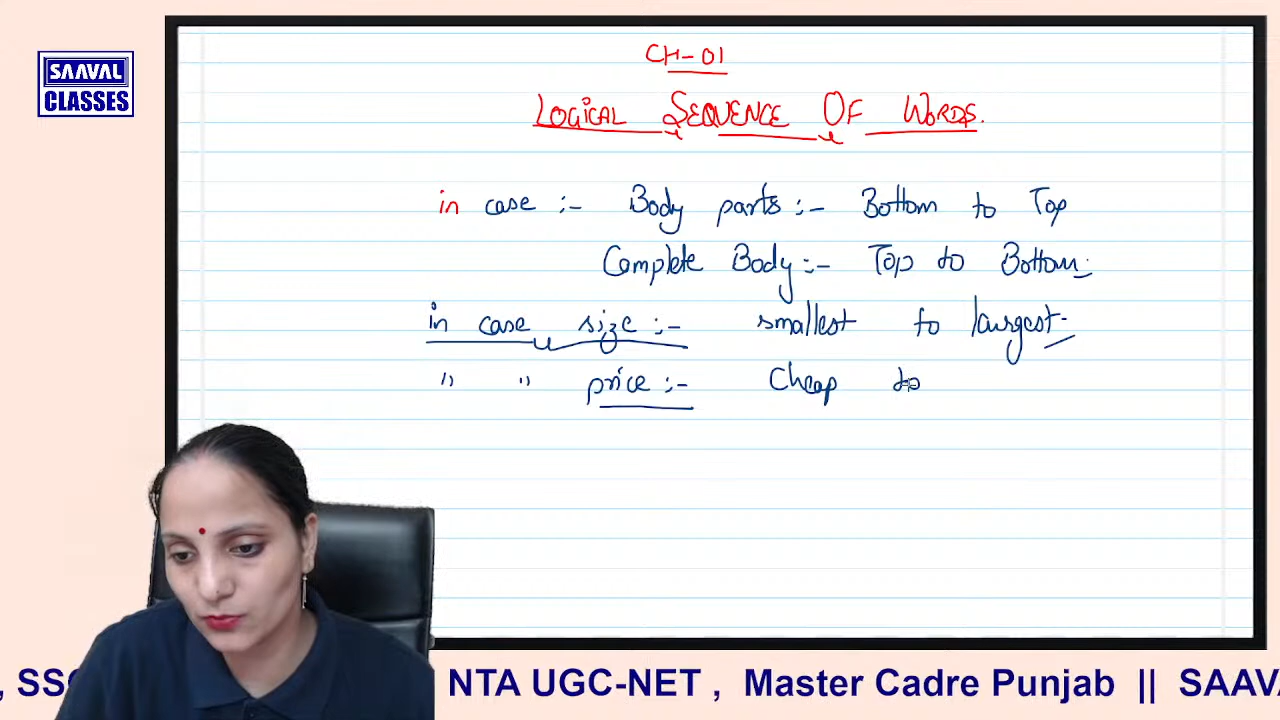 SAAVAL
CLASSES
CH-01
LOGICAL SEQUENCE OF WORDS.
in case :- Body parts :- Bottom to Top
Complete Body :- Top to Bottom.
in case size :- smallest to largest-
" " price :- Cheap to
, SSC NTA UGC-NET , Master Cadre Punjab || SAAVA